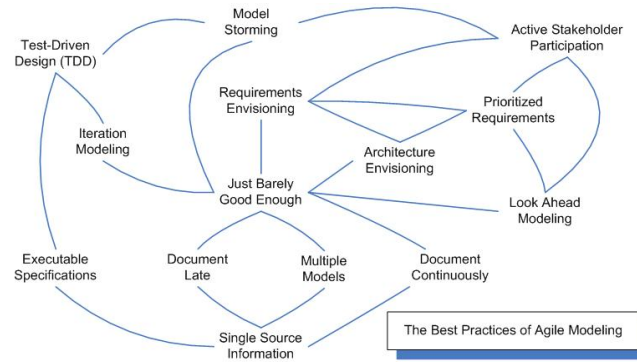 Model
Storming
Test-Driven
Design (TDD)
Active Stakeholder
Participation
Requirements
Envisioning
Prioritized
Requirements
Iteration
Modeling
Architecture
Envisioning
Just Barely
Good Enough
Look Ahead
Modeling
Executable
Specifications
Document
Late
Multiple
Models
Document
Continuously
Single Source
Information
The Best Practices of Agile Modeling